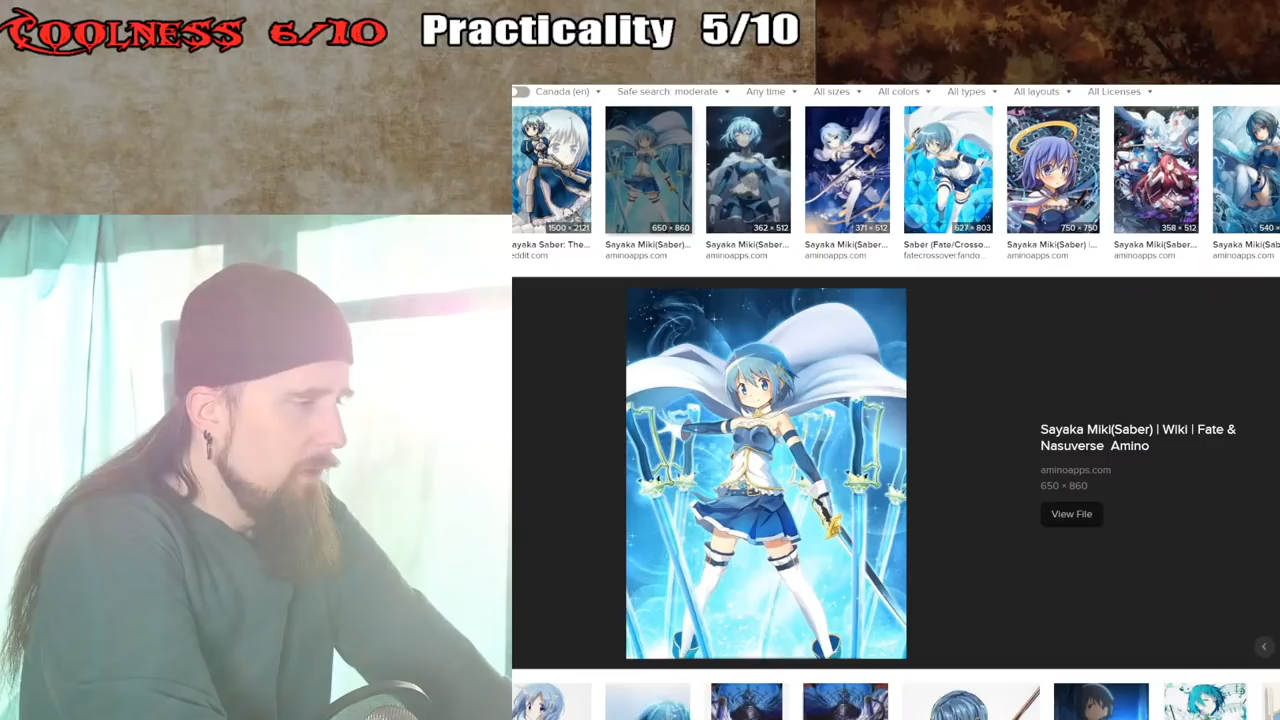 COOLNESS 6/10 Practicality 5/10
Canada (en) Safe search: moderate Any time All sizes All colors All types All layouts All Licenses
1500 × 2121 650 × 860 362 × 512 371 × 512 627 × 803 750 × 750 358 × 512 540 ×
ayaka Saber: The... Sayaka Miki(Saber)... Sayaka Miki(Saber... Sayaka Miki(Saber... Saber (Fate/Crosso... Sayaka Miki(Saber) |... Sayaka Miki(Saber... Sayaka Mik
eddit.com aminoapps.com aminoapps.com aminoapps.com fatecrossover.fando... aminoapps.com aminoapps.com aminoapps.c
Sayaka Miki(Saber) | Wiki | Fate &
Nasuverse Amino
aminoapps.com
650 × 860
View File